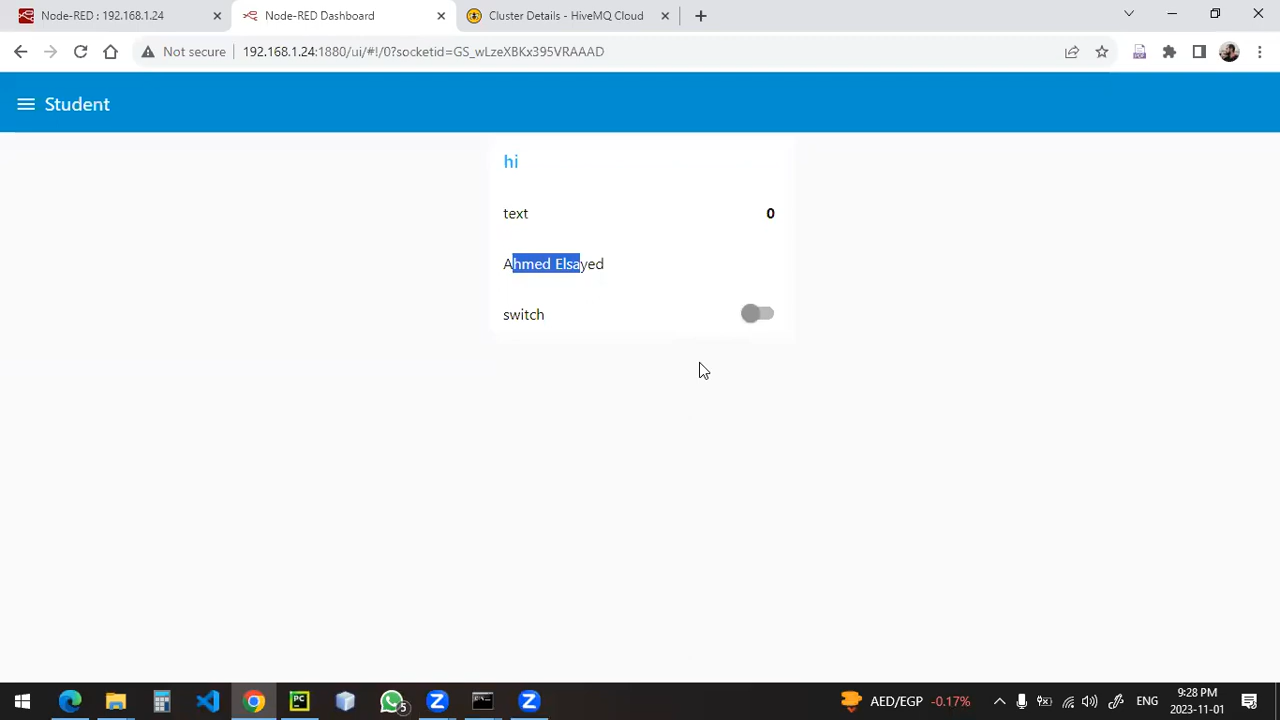 Node-RED : 192.168.1.24
Node-RED Dashboard
Cluster Details - HiveMQ Cloud
Not secure
192.168.1.24:1880/ui/#!/0?socketid=GS_wLzeXBKx395VRAAAD
Student
hi
text 0
Ahmed Elsayed
switch
PC
5
AED/EGP -0.17%
ENG
9:28 PM
2023-11-01